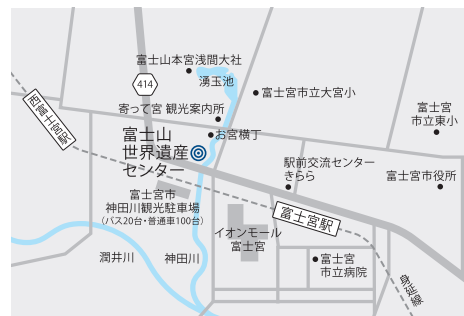 富士山本宮浅間大社
湧玉池
414
富士市立大宮小
富士宮
市立東小
寄って宮 観光案内所
お宮横丁
西富士宮駅
富士山
世界遺産
センター
駅前交流センター
きらら
富士宮市役所
富士宮市
神田川観光駐車場
(バス20台・普通車100台)
富士宮駅
イオンモール
富士宮
富士宮
市立病院
潤井川
神田川
身延線